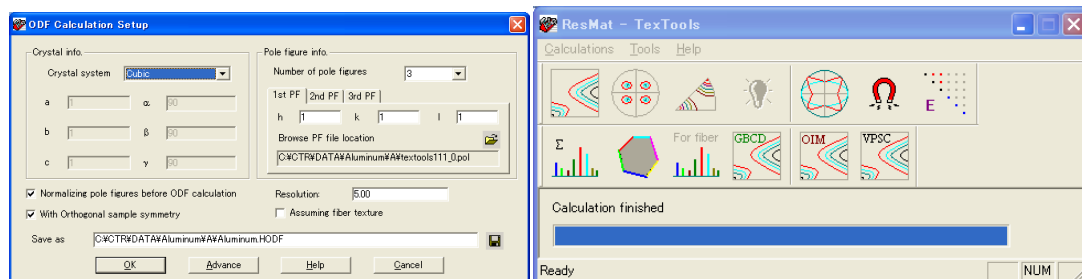 ODF Calculation Setup
Crystal info.
Crystal system Cubic
a 1 α 90
b 1 β 90
c 1 γ 90
Pole figure info.
Number of pole figures 3
1st PF 2nd PF 3rd PF
h 1 k 1 l 1
Browse PF file location
C:¥CTR¥DATA¥Aluminum¥A¥textools111_0.pol
Normalizing pole figures before ODF calculation
With Orthogonal sample symmetry
Resolution: 5.00
Assuming fiber texture
Save as C:¥CTR¥DATA¥Aluminum¥A¥Aluminum.HODF
OK Advance Help Cancel
ResMat - TexTools
Calculations Tools Help
E
Σ For fiber GBCD OIM VPSC
Calculation finished
Ready NUM